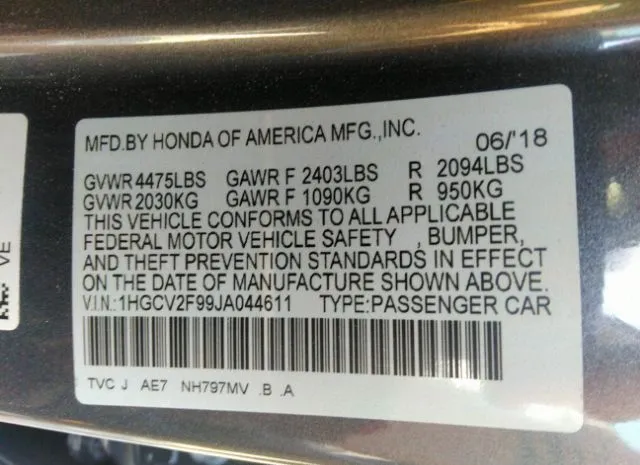 MFD.BY HONDA OF AMERICA MFG.,INC. 06/'18
GVWR 4475LBS GAWR F 2403LBS R 2094LBS
GVWR 2030KG GAWR F 1090KG R 950KG
THIS VEHICLE CONFORMS TO ALL APPLICABLE
FEDERAL MOTOR VEHICLE SAFETY , BUMPER,
AND THEFT PREVENTION STANDARDS IN EFFECT
ON THE DATE OF MANUFACTURE SHOWN ABOVE.
V.I.N.:1HGCV2F99JA044611 TYPE:PASSENGER CAR
TVC J AE7 NH797MV .B .A
VE